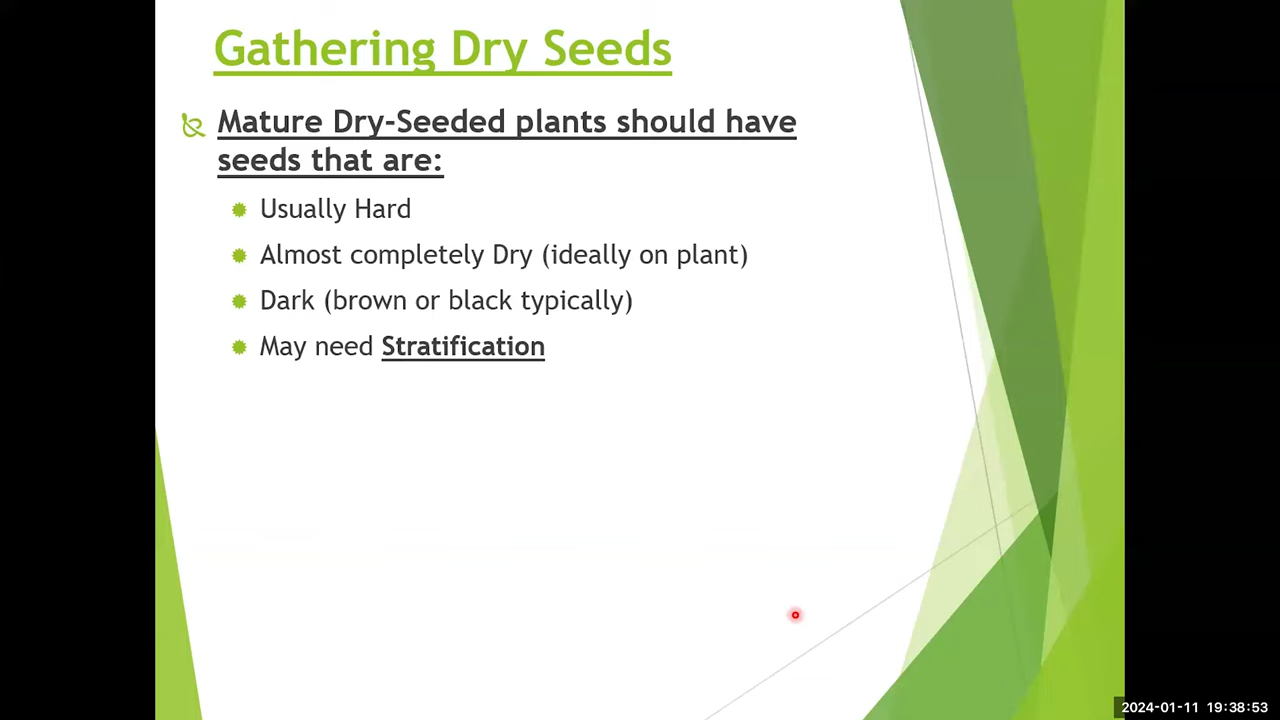 Gathering Dry Seeds
Mature Dry-Seeded plants should have
seeds that are:
Usually Hard
Almost completely Dry (ideally on plant)
Dark (brown or black typically)
May need Stratification
2024-01-11 19:38:53